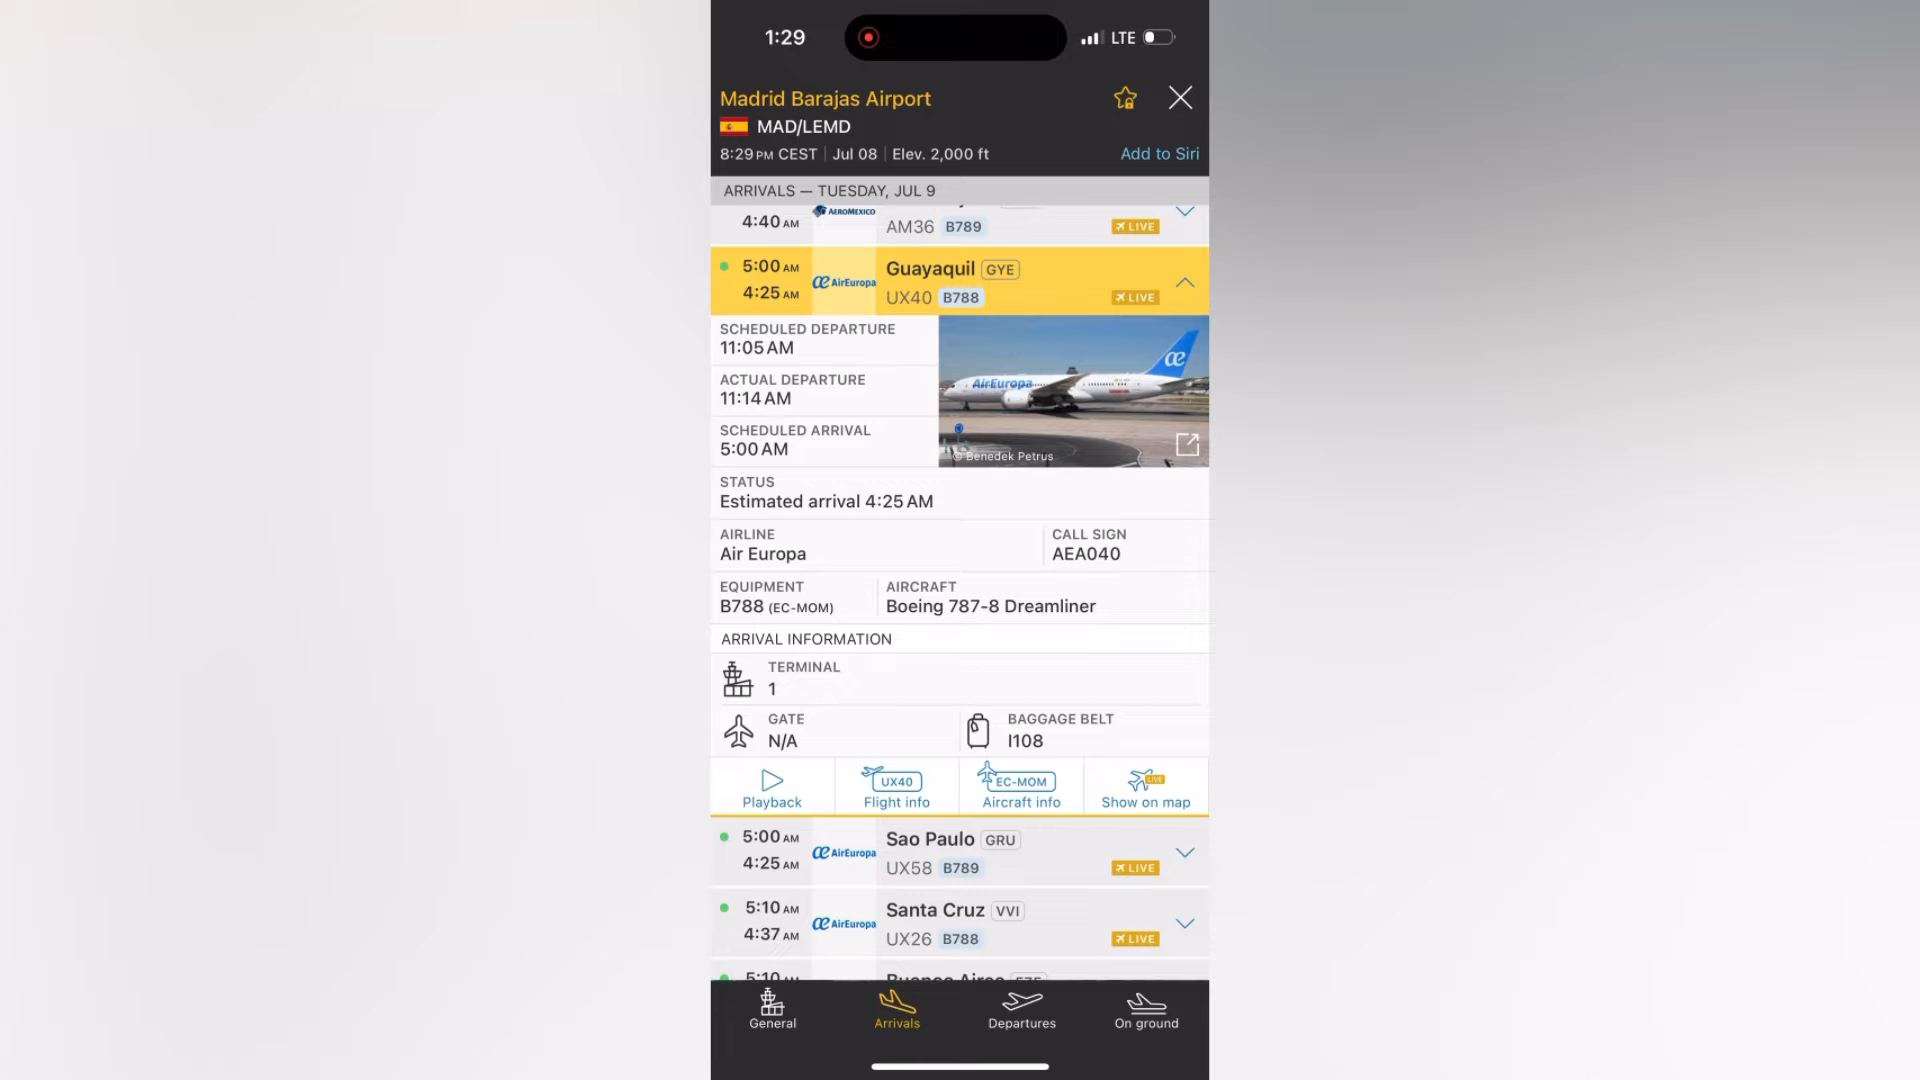 1:29 LTE
Madrid Barajas Airport
MAD/LEMD
8:29 PM CEST | Jul 08 | Elev. 2,000 ft Add to Siri
ARRIVALS — TUESDAY, JUL 9
AEROMEXICO
4:40 AM AM36 B789 LIVE
5:00 AM Guayaquil GYE
AirEuropa
4:25 AM UX40 B788 LIVE
SCHEDULED DEPARTURE
11:05 AM
ACTUAL DEPARTURE
11:14 AM
SCHEDULED ARRIVAL
5:00 AM
æ
AirEuropa
© Benedek Petrus
STATUS
Estimated arrival 4:25 AM
AIRLINE CALL SIGN
Air Europa AEA040
EQUIPMENT AIRCRAFT
B788 (EC-MOM) Boeing 787-8 Dreamliner
ARRIVAL INFORMATION
TERMINAL
1
GATE BAGGAGE BELT
N/A I108
UX40 EC-MOM LIVE
Playback Flight info Aircraft info Show on map
5:00 AM Sao Paulo GRU
AirEuropa
4:25 AM UX58 B789 LIVE
5:10 AM Santa Cruz VVI
AirEuropa
4:37 AM UX26 B788 LIVE
5:10 AM Buenos Aires
General Arrivals Departures On ground